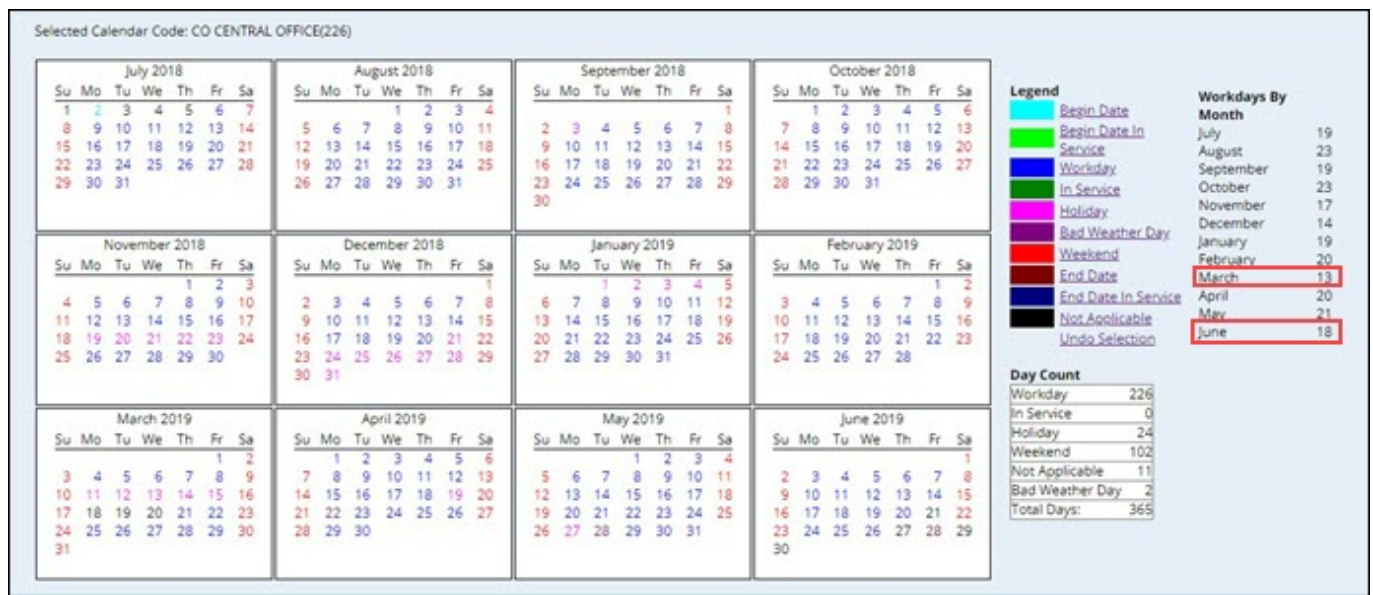 Selected Calendar Code: CO CENTRAL OFFICE(226)
July 2018
Su Mo Tu We Th Fr Sa
1 2 3 4 5 6 7
8 9 10 11 12 13 14
15 16 17 18 19 20 21
22 23 24 25 26 27 28
29 30 31
August 2018
Su Mo Tu We Th Fr Sa
1 2 3 4
5 6 7 8 9 10 11
12 13 14 15 16 17 18
19 20 21 22 23 24 25
26 27 28 29 30 31
September 2018
Su Mo Tu We Th Fr Sa
1
2 3 4 5 6 7 8
9 10 11 12 13 14 15
16 17 18 19 20 21 22
23 24 25 26 27 28 29
30
October 2018
Su Mo Tu We Th Fr Sa
1 2 3 4 5 6
7 8 9 10 11 12 13
14 15 16 17 18 19 20
21 22 23 24 25 26 27
28 29 30 31
November 2018
Su Mo Tu We Th Fr Sa
1 2 3
4 5 6 7 8 9 10
11 12 13 14 15 16 17
18 19 20 21 22 23 24
25 26 27 28 29 30
December 2018
Su Mo Tu We Th Fr Sa
1
2 3 4 5 6 7 8
9 10 11 12 13 14 15
16 17 18 19 20 21 22
23 24 25 26 27 28 29
30 31
January 2019
Su Mo Tu We Th Fr Sa
1 2 3 4 5
6 7 8 9 10 11 12
13 14 15 16 17 18 19
20 21 22 23 24 25 26
27 28 29 30 31
February 2019
Su Mo Tu We Th Fr Sa
1 2
3 4 5 6 7 8 9
10 11 12 13 14 15 16
17 18 19 20 21 22 23
24 25 26 27 28
March 2019
Su Mo Tu We Th Fr Sa
1 2
3 4 5 6 7 8 9
10 11 12 13 14 15 16
17 18 19 20 21 22 23
24 25 26 27 28 29 30
31
April 2019
Su Mo Tu We Th Fr Sa
1 2 3 4 5 6
7 8 9 10 11 12 13
14 15 16 17 18 19 20
21 22 23 24 25 26 27
28 29 30
May 2019
Su Mo Tu We Th Fr Sa
1 2 3 4
5 6 7 8 9 10 11
12 13 14 15 16 17 18
19 20 21 22 23 24 25
26 27 28 29 30 31
June 2019
Su Mo Tu We Th Fr Sa
1
2 3 4 5 6 7 8
9 10 11 12 13 14 15
16 17 18 19 20 21 22
23 24 25 26 27 28 29
30
Legend
Begin Date
Begin Date In
Service
Workday
In Service
Holiday
Bad Weather Day
Weekend
End Date
End Date In Service
Not Applicable
Undo Selection
Workdays By
Month
July 19
August 23
September 19
October 23
November 17
December 14
January 19
February 20
March 13
April 20
May 21
June 18
Day Count
Workday 226
In Service 0
Holiday 24
Weekend 102
Not Applicable 11
Bad Weather Day 2
Total Days: 365